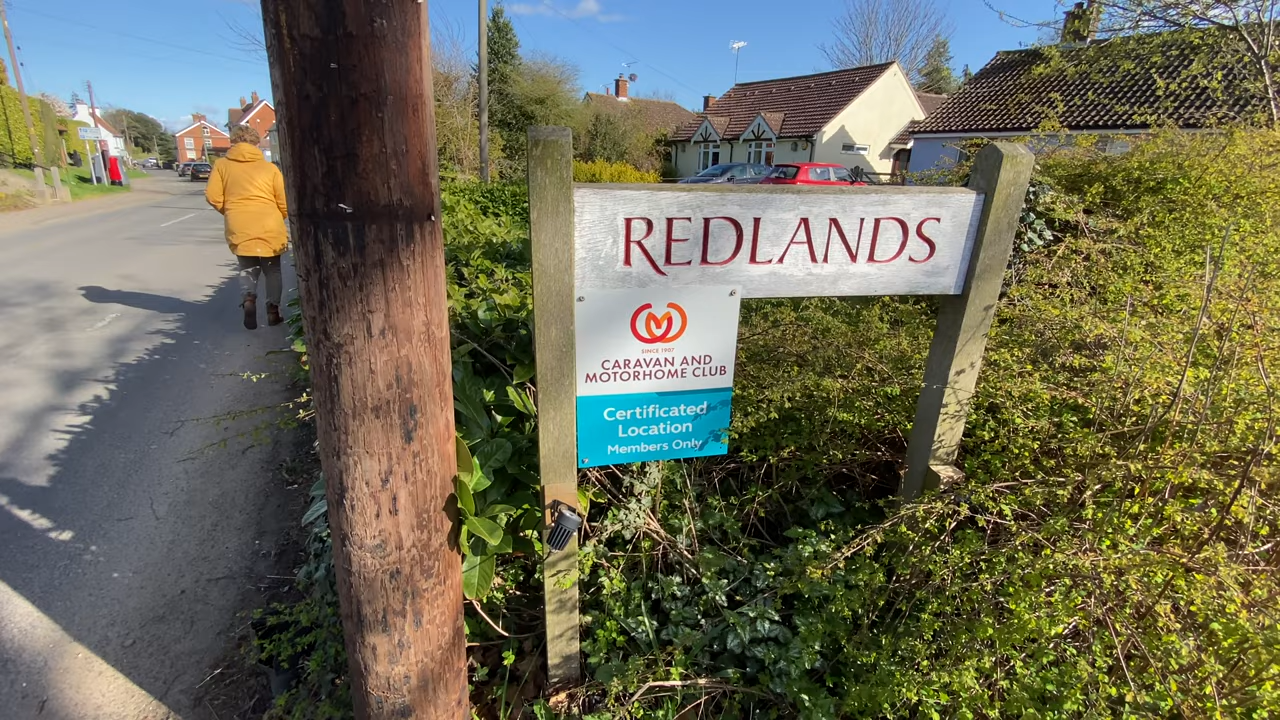 REDLANDS
SINCE 1907
CARAVAN AND
MOTORHOME CLUB
Certificated
Location
Members Only